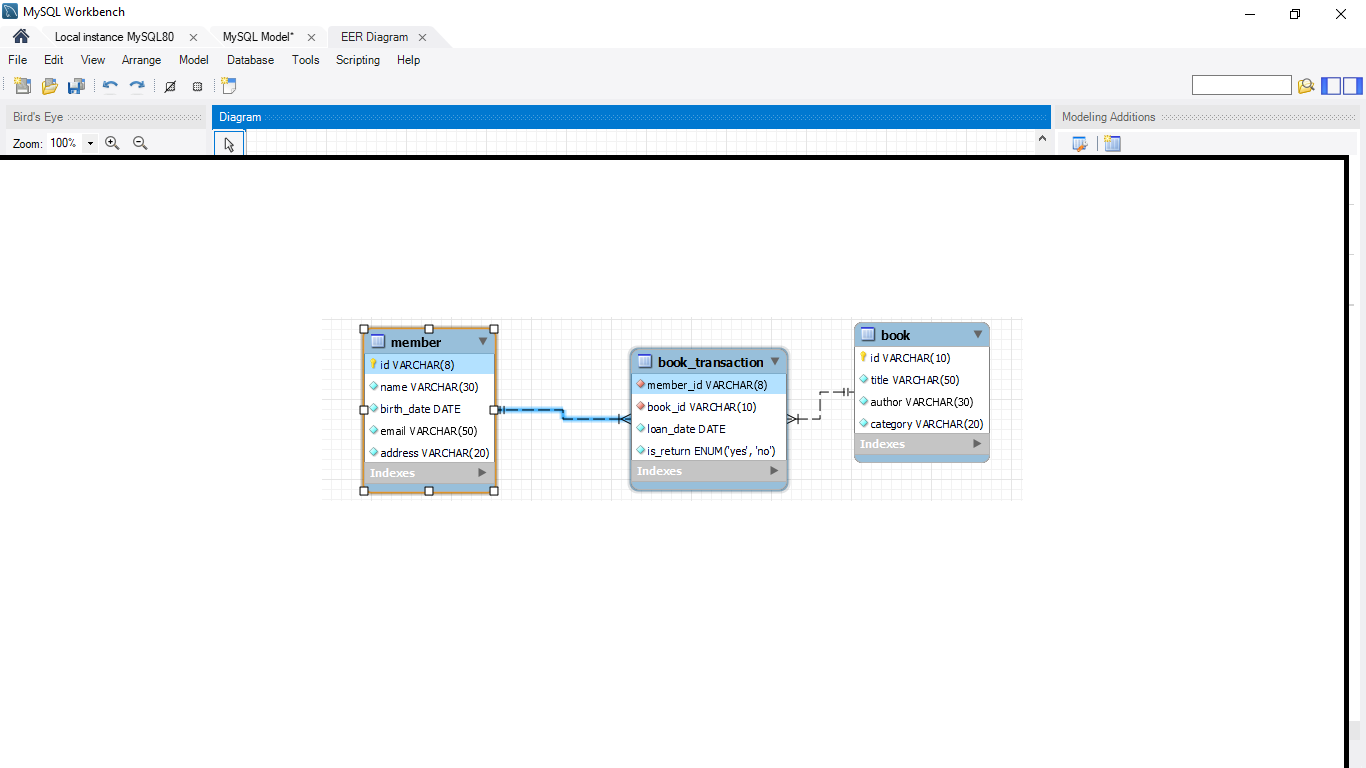 MySQL Workbench
Local instance MySQL80
MySQL Model*
EER Diagram
File Edit View Arrange Model Database Tools Scripting Help
Bird's Eye
Diagram
Modeling Additions
Zoom: 100%
member
id VARCHAR(8)
name VARCHAR(30)
birth_date DATE
email VARCHAR(50)
address VARCHAR(20)
Indexes
book_transaction
member_id VARCHAR(8)
book_id VARCHAR(10)
loan_date DATE
is_return ENUM('yes', 'no')
Indexes
book
id VARCHAR(10)
title VARCHAR(50)
author VARCHAR(30)
category VARCHAR(20)
Indexes